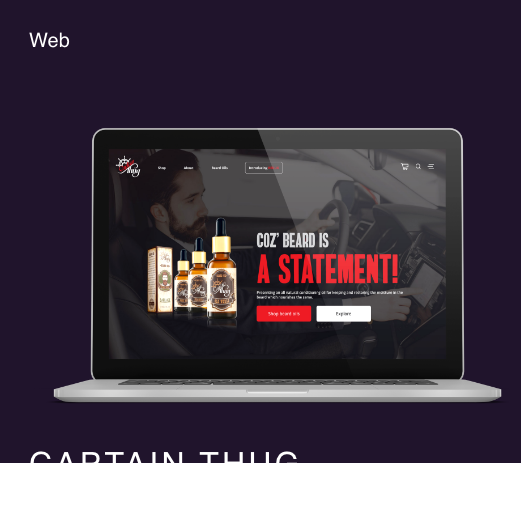 Web
Shop About Beard Oils Introducing
COZ' BEARD IS
A STATEMENT!
Presenting an all natural conditioning oil for keeping and retaining the moisture in the
beard which nourishes the same.
Shop beard oils Explore
CAPTAIN THUG